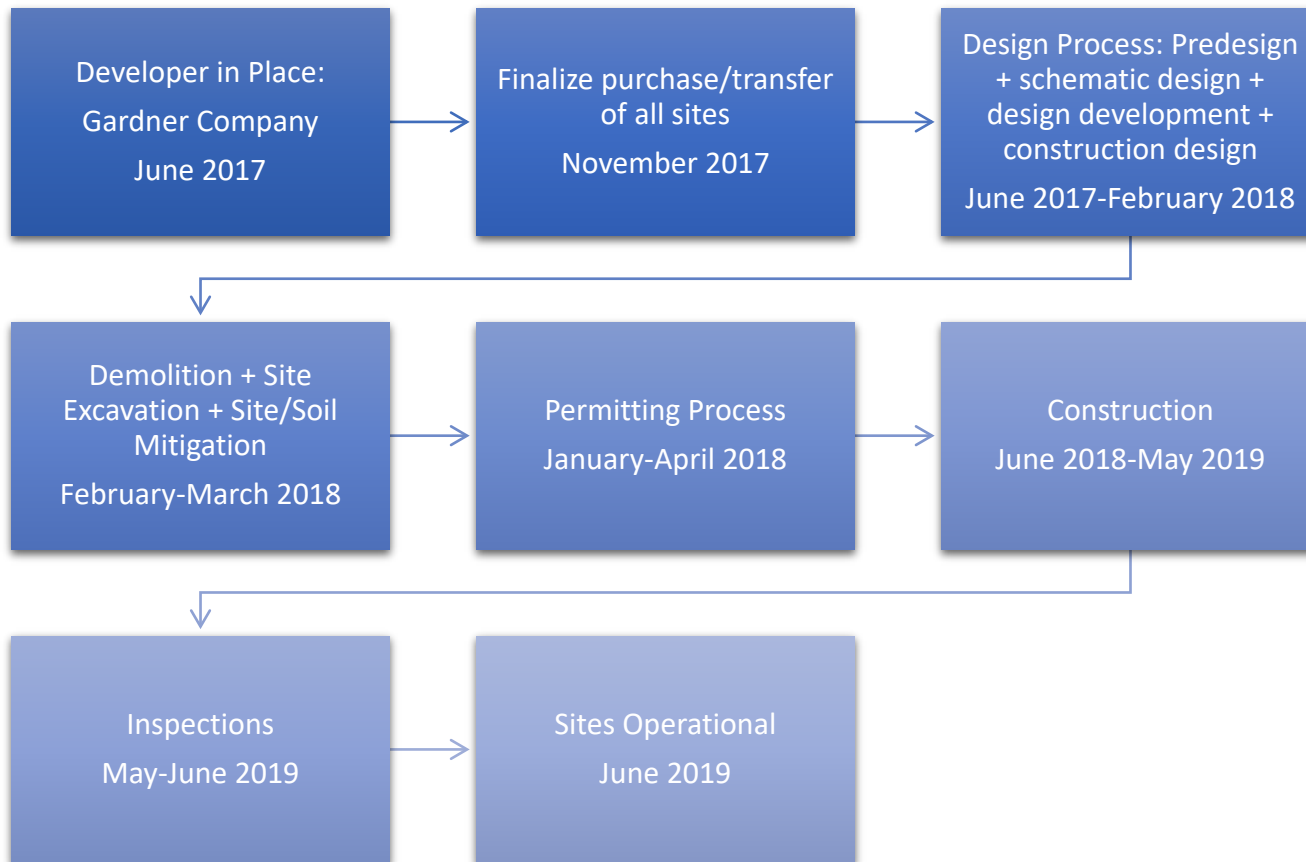 Developer in Place:
Gardner Company
June 2017
Finalize purchase/transfer
of all sites
November 2017
Design Process: Predesign
+ schematic design +
design development +
construction design
June 2017-February 2018
Demolition + Site
Excavation + Site/Soil
Mitigation
February-March 2018
Permitting Process
January-April 2018
Construction
June 2018-May 2019
Inspections
May-June 2019
Sites Operational
June 2019